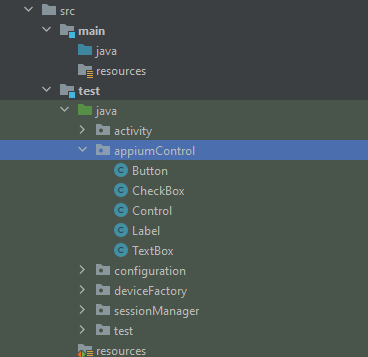 src
main
java
resources
test
java
activity
appiumControl
Button
CheckBox
Control
Label
TextBox
configuration
deviceFactory
sessionManager
test
resources